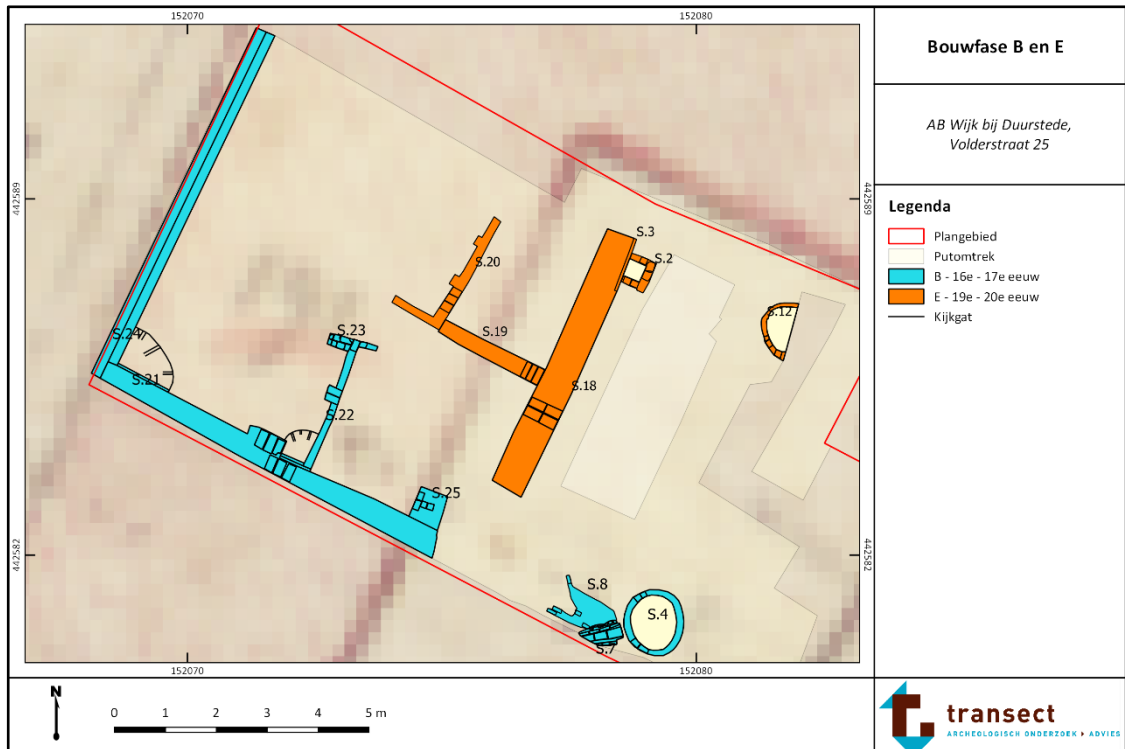 152070
152080
442589
442589
S.3
S.2
S.20
S.12
S.19
S.23
S.24
S.21
S.18
S.22
S.25
442582
442582
S.8
S.4
S.7
152070
152080
N
0 1 2 3 4 5 m
Bouwfase B en E
AB Wijk bij Duurstede,
Volderstraat 25
Legenda
Plangebied
Putomtrek
B - 16e - 17e eeuw
E - 19e - 20e eeuw
Kijkgat
transect
ARCHEOLOGISCH ONDERZOEK ▸ ADVIES